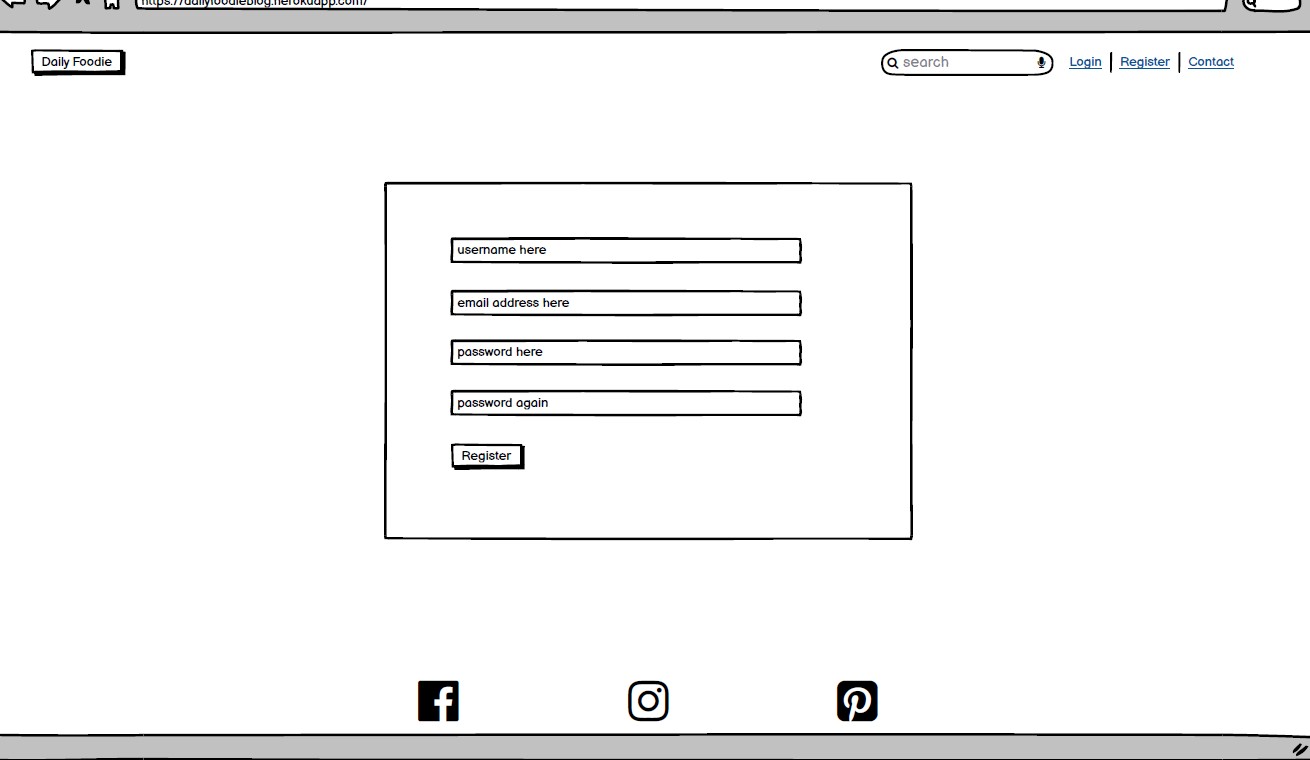 https://dailyfoodieblog.herokuapp.com/
Daily Foodie
search
Login
Register
Contact
username here
email address here
password here
password again
Register